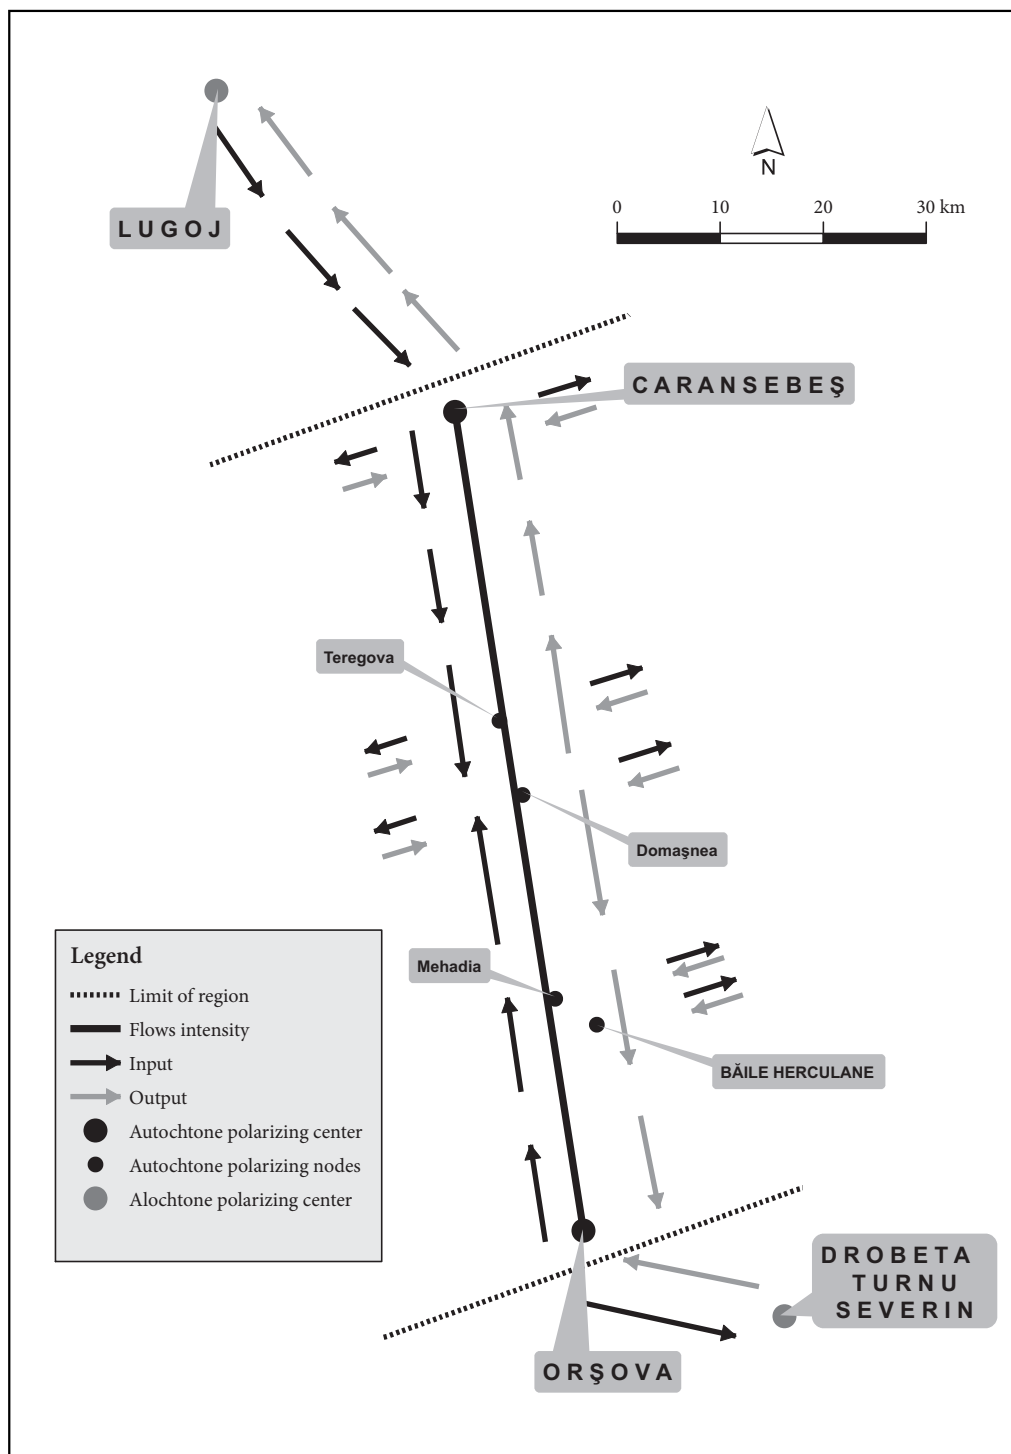 LUGOJ
N
0 10 20 30 km
CARANSEBEŞ
Teregova
Domaşnea
Mehadia
BĂILE HERCULANE
Legend
Limit of region
Flows intensity
Input
Output
Autochtone polarizing center
Autochtone polarizing nodes
Alochtone polarizing center
DROBETA
TURNU
SEVERIN
ORŞOVA